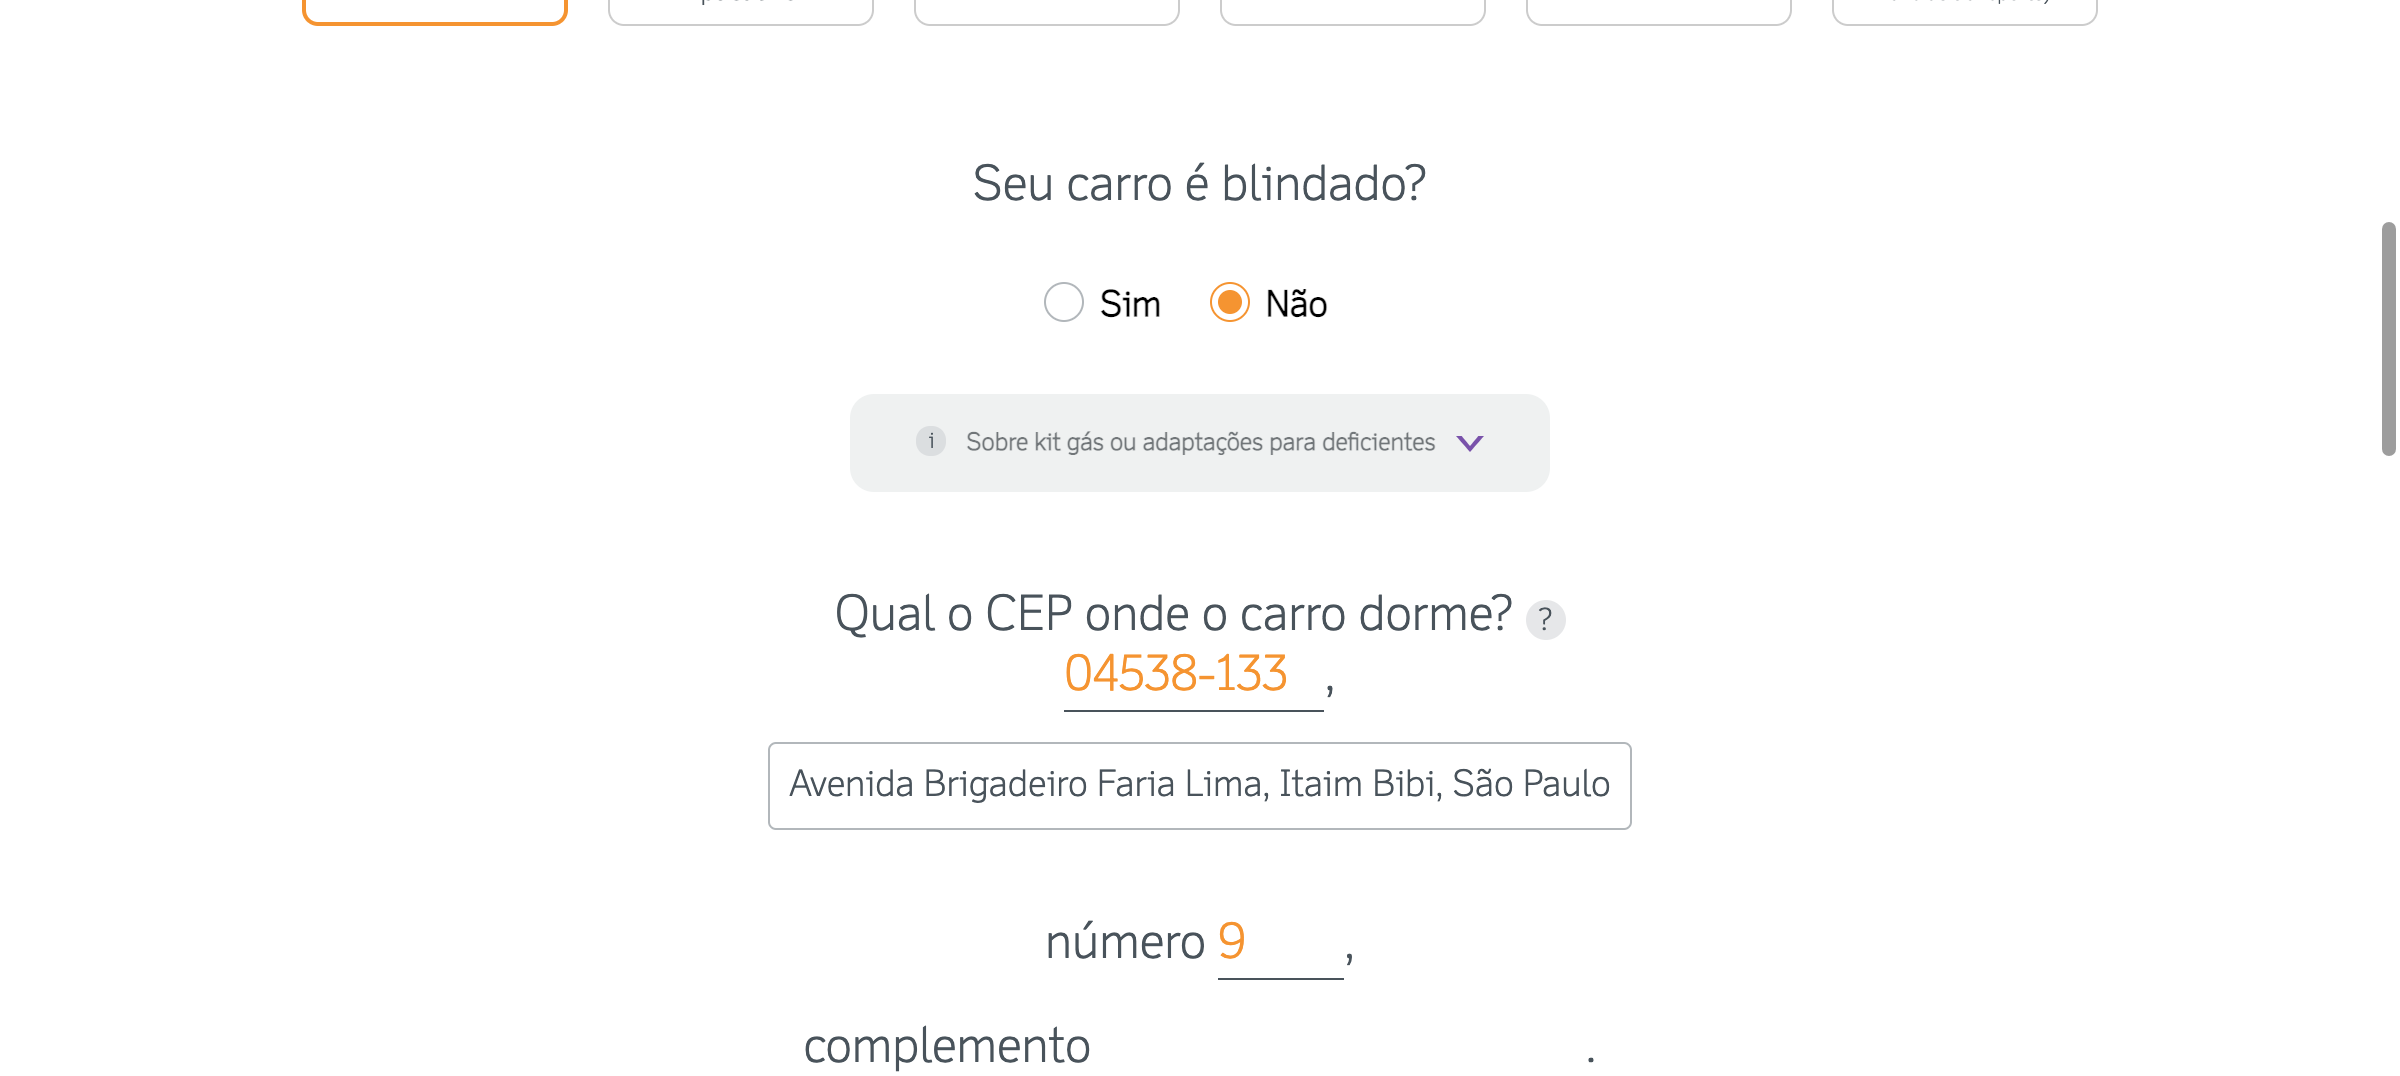 Seu carro é blindado?
Sim Não
i Sobre kit gás ou adaptações para deficientes
Qual o CEP onde o carro dorme? ?
04538-133 ,
Avenida Brigadeiro Faria Lima, Itaim Bibi, São Paulo
número 9 ,
complemento .